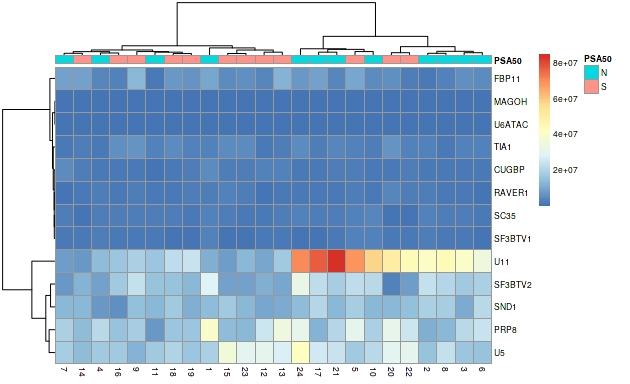 PSA50
FBP11
MAGOH
U6ATAC
TIA1
CUGBP
RAVER1
SC35
SF3BTV1
U11
SF3BTV2
SND1
PRP8
U5
7 14 4 16 9 11 18 19 1 15 23 12 13 24 17 21 5 10 20 22 2 8 3 6
8e+07
6e+07
4e+07
2e+07
PSA50
N
S